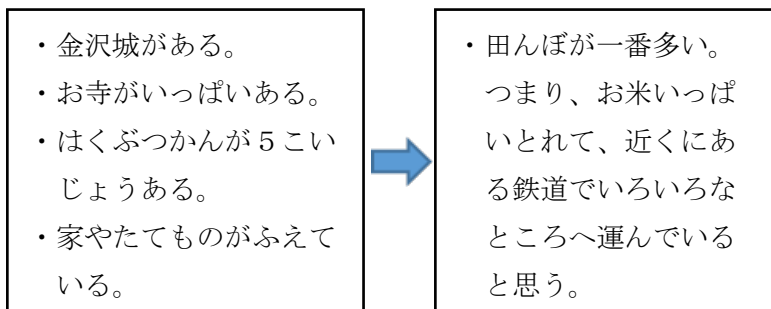 ・金沢城がある。
・お寺がいっぱいある。
・はくぶつかんが５こい
じょうある。
・家やたてものがふえて
いる。
・田んぼが一番多い。
つまり、お米いっぱ
いとれて、近くにあ
る鉄道でいろいろな
ところへ運んでいる
と思う。